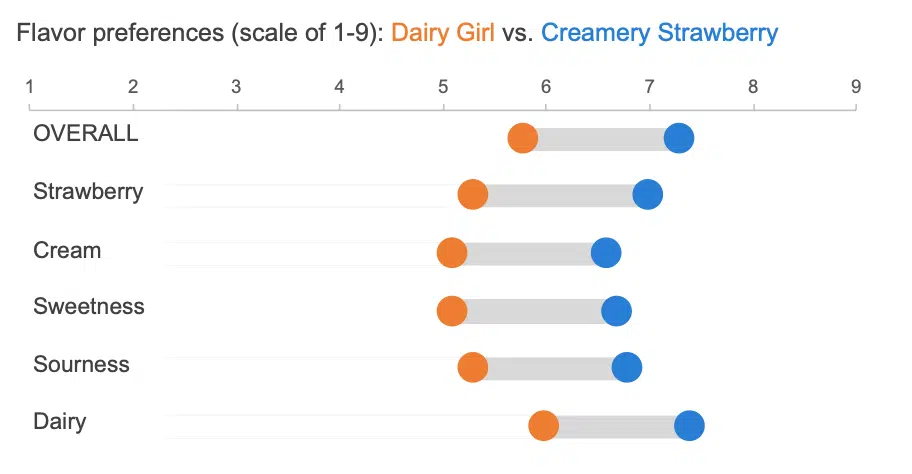 Flavor preferences (scale of 1-9): Dairy Girl vs. Creamery Strawberry
1 2 3 4 5 6 7 8 9
OVERALL
Strawberry
Cream
Sweetness
Sourness
Dairy